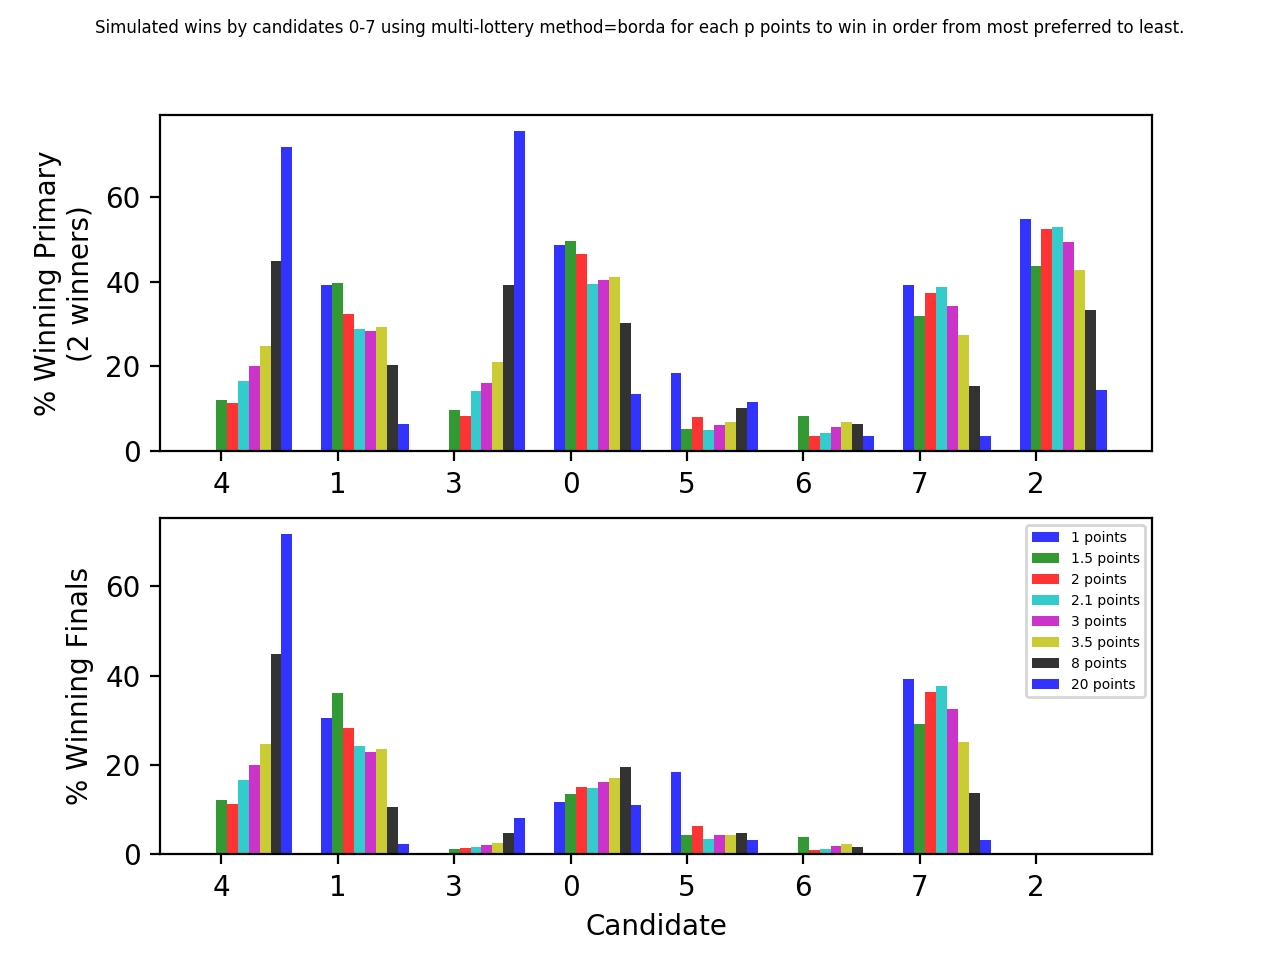 Simulated wins by candidates 0-7 using multi-lottery method=borda for each p points to win in order from most preferred to least.
% Winning Primary
(2 winners)
60
40
20
0
4 1 3 0 5 6 7 2
% Winning Finals
60
40
20
0
1 points
1.5 points
2 points
2.1 points
3 points
3.5 points
8 points
20 points
4 1 3 0 5 6 7 2
Candidate